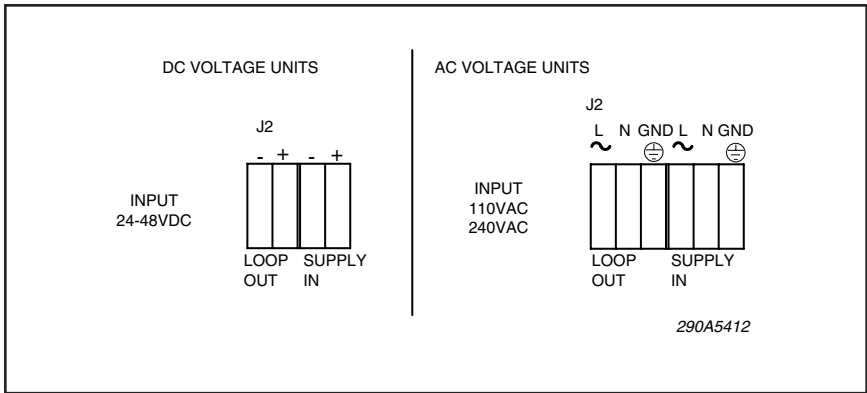 DC VOLTAGE UNITS
J2
- + - +
INPUT
24-48VDC
LOOP SUPPLY
OUT IN
AC VOLTAGE UNITS
J2
L N GND L N GND
INPUT
110VAC
240VAC
LOOP SUPPLY
OUT IN
290A5412